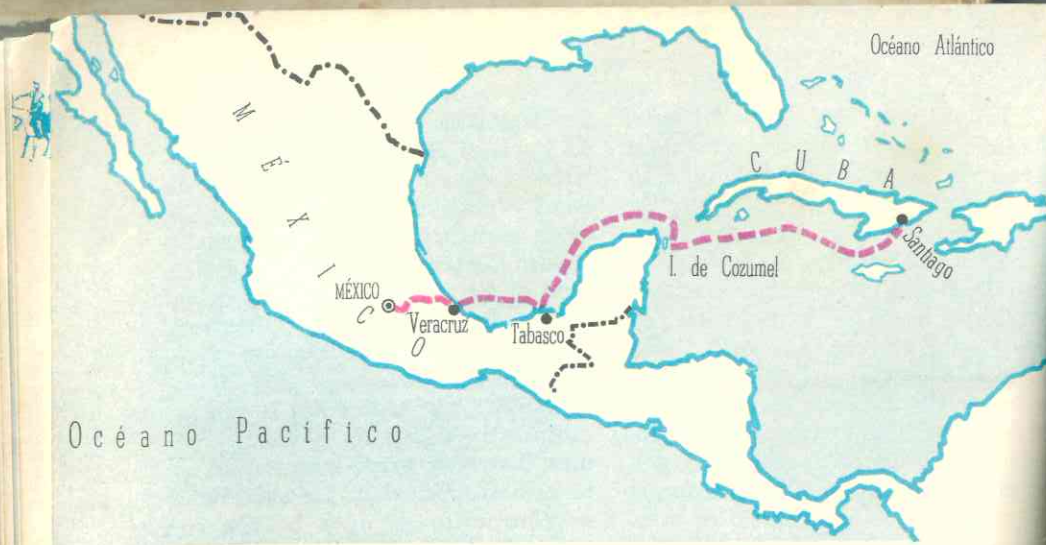 Océano Atlántico
CUBA
MÉXICO
Santiago
I. de Cozumel
MÉXICO
Veracruz
Tabasco
Océano Pacífico